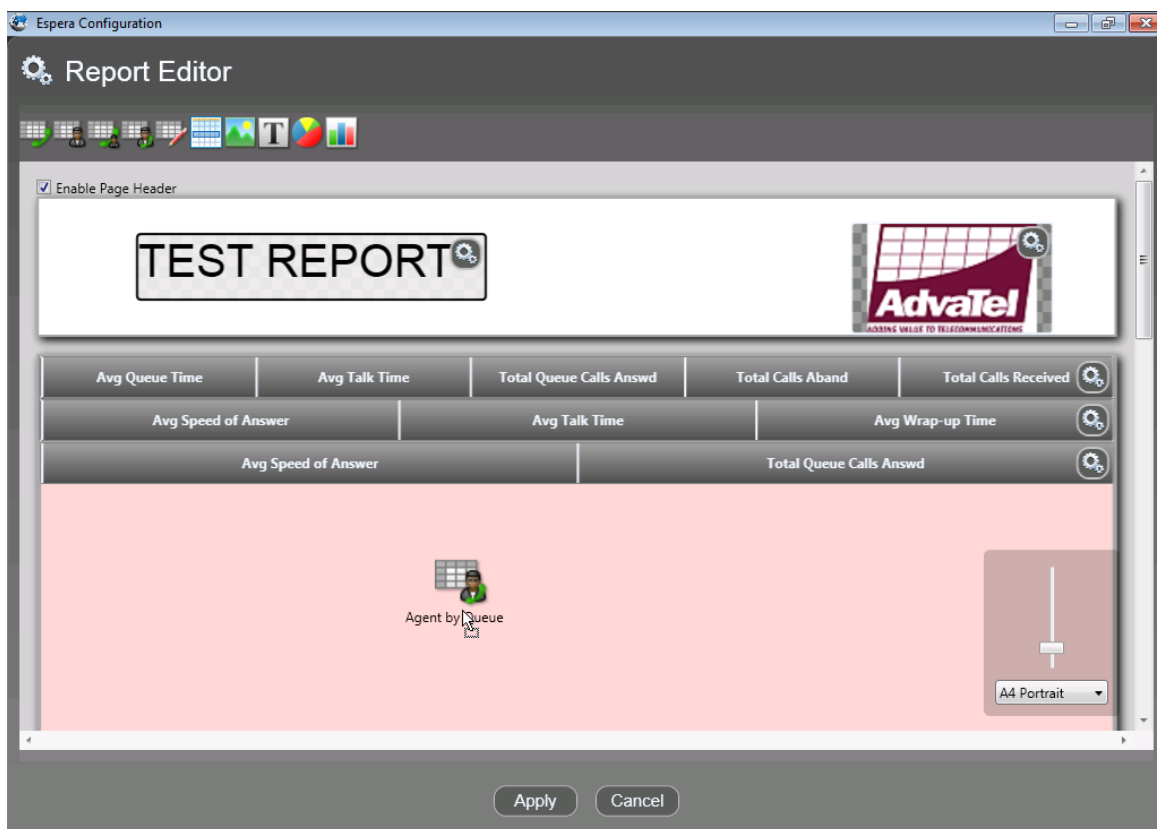 Espera Configuration
Report Editor
T
Enable Page Header
TEST REPORT
AdvaTel
ADDING VALUE TO TELECOMMUNICATIONS
Avg Queue Time Avg Talk Time Total Queue Calls Answd Total Calls Aband Total Calls Received
Avg Speed of Answer Avg Talk Time Avg Wrap-up Time
Avg Speed of Answer Total Queue Calls Answd
Agent by Queue
A4 Portrait
Apply Cancel